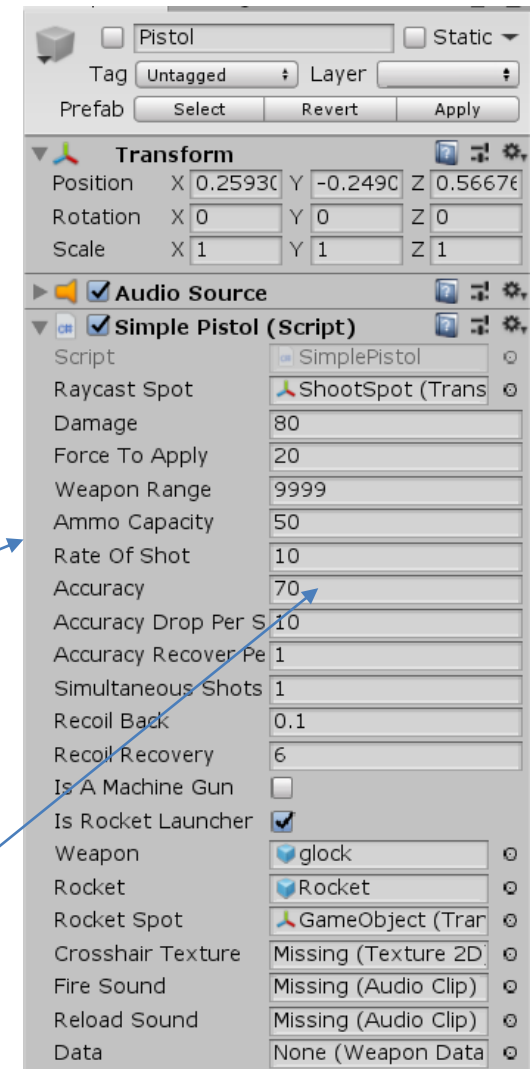 Pistol Static
Tag Untagged Layer
Prefab Select Revert Apply
Transform
Position X 0.2593( Y -0.249C Z 0.5667(
Rotation X 0 Y 0 Z 0
Scale X 1 Y 1 Z 1
Audio Source
c# Simple Pistol (Script)
Script SimplePistol
Raycast Spot ShootSpot (Trans
Damage 80
Force To Apply 20
Weapon Range 9999
Ammo Capacity 50
Rate Of Shot 10
Accuracy 70
Accuracy Drop Per S 10
Accuracy Recover Pe 1
Simultaneous Shots 1
Recoil Back 0.1
Recoil Recovery 6
Is A Machine Gun
Is Rocket Launcher
Weapon glock
Rocket Rocket
Rocket Spot GameObject (Tran
Crosshair Texture Missing (Texture 2D)
Fire Sound Missing (Audio Clip)
Reload Sound Missing (Audio Clip)
Data None (Weapon Data